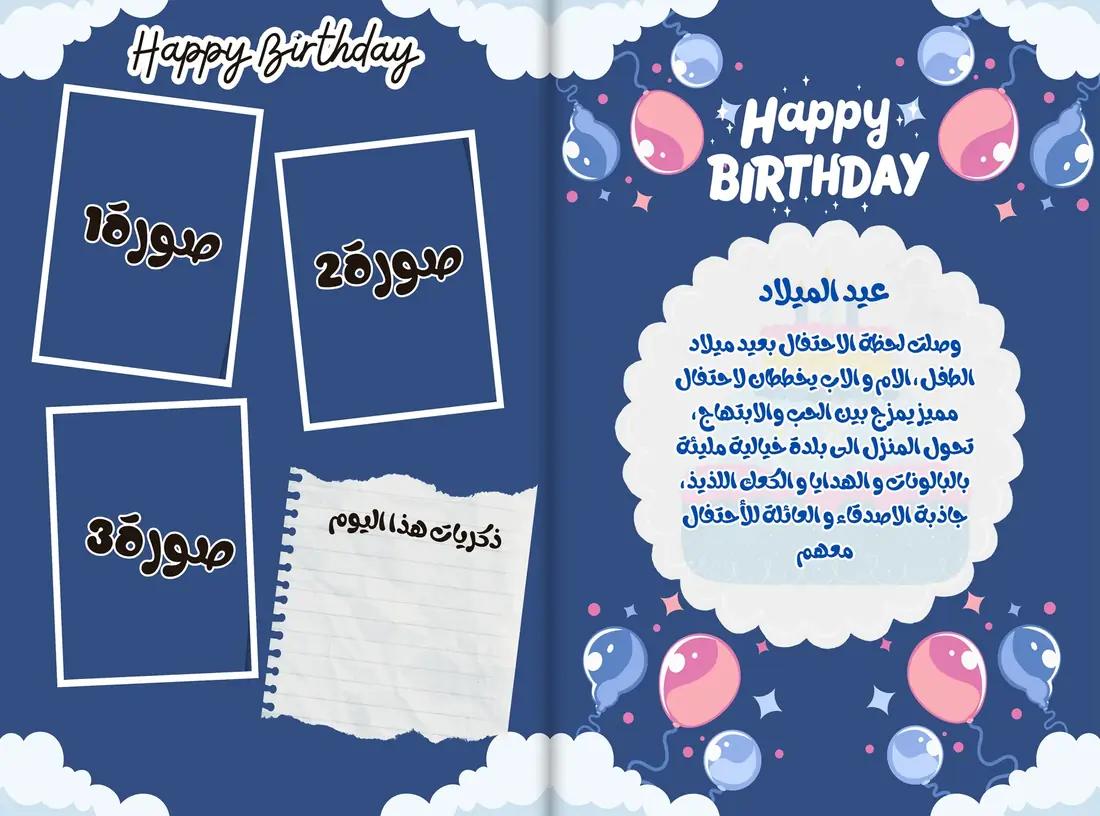 Happy Birthday
صورة1
صورة2
صورة3
ذكريات هذا اليوم
Happy
BIRTHDAY
عيد الميلاد
وصلت لحظة الاحتفال بعيد ميلاد
الطفل، الام و الاب يخططان لاحتفال
مميز يمزج بين الحب والابتهاج،
تحول المنزل الى بلدة خيالية مليئة
بالبالونات و الهدايا و الكعك اللذيذ،
جاذبة الاصدقاء و العائلة للأحتفال
معهم